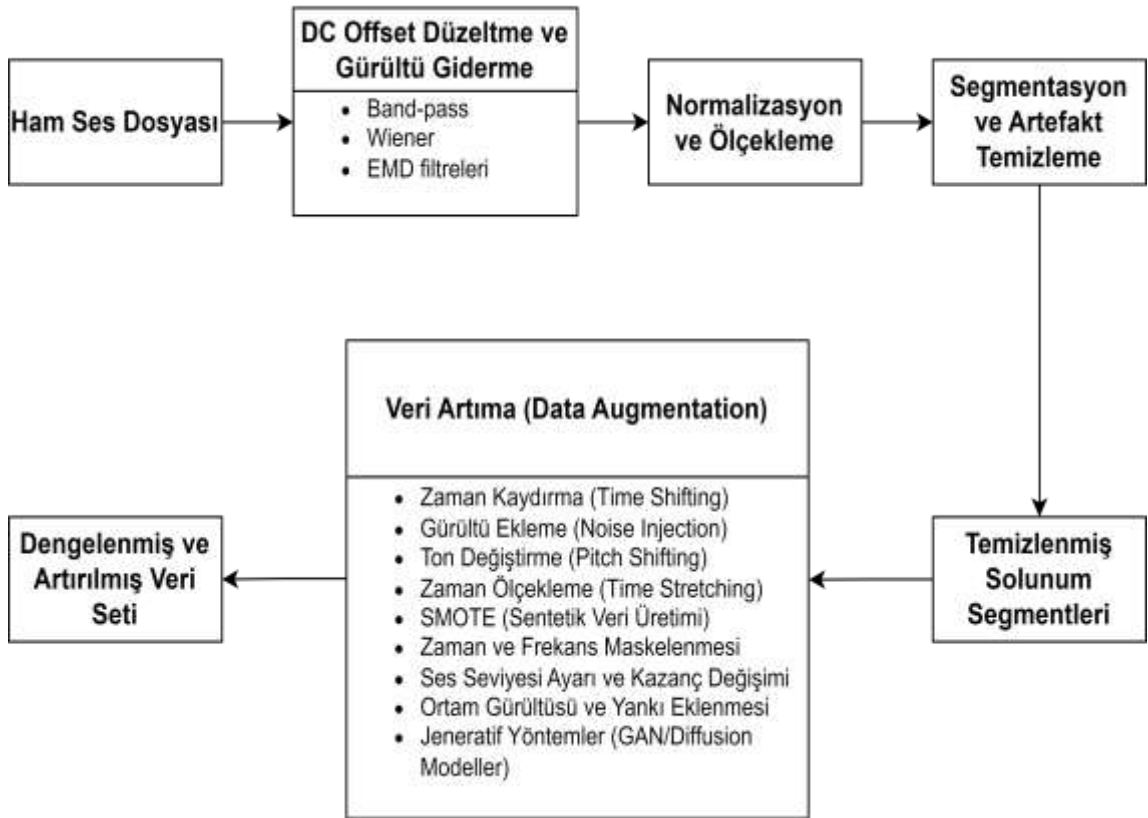 Ham Ses Dosyası
DC Offset Düzeltme ve
Gürültü Giderme
• Band-pass
• Wiener
• EMD filtreleri
Normalizasyon
ve Ölçekleme
Segmentasyon
ve Artefakt
Temizleme
Temizlenmiş
Solunum
Segmentleri
Veri Artıma (Data Augmentation)
• Zaman Kaydırma (Time Shifting)
• Gürültü Ekleme (Noise Injection)
• Ton Değiştirme (Pitch Shifting)
• Zaman Ölçekleme (Time Stretching)
• SMOTE (Sentetik Veri Üretimi)
• Zaman ve Frekans Maskelenmesi
• Ses Seviyesi Ayarı ve Kazanç Değişimi
• Ortam Gürültüsü ve Yankı Eklenmesi
• Jeneratif Yöntemler (GAN/Diffusion
Modeller)
Dengelenmiş ve
Artırılmış Veri
Seti